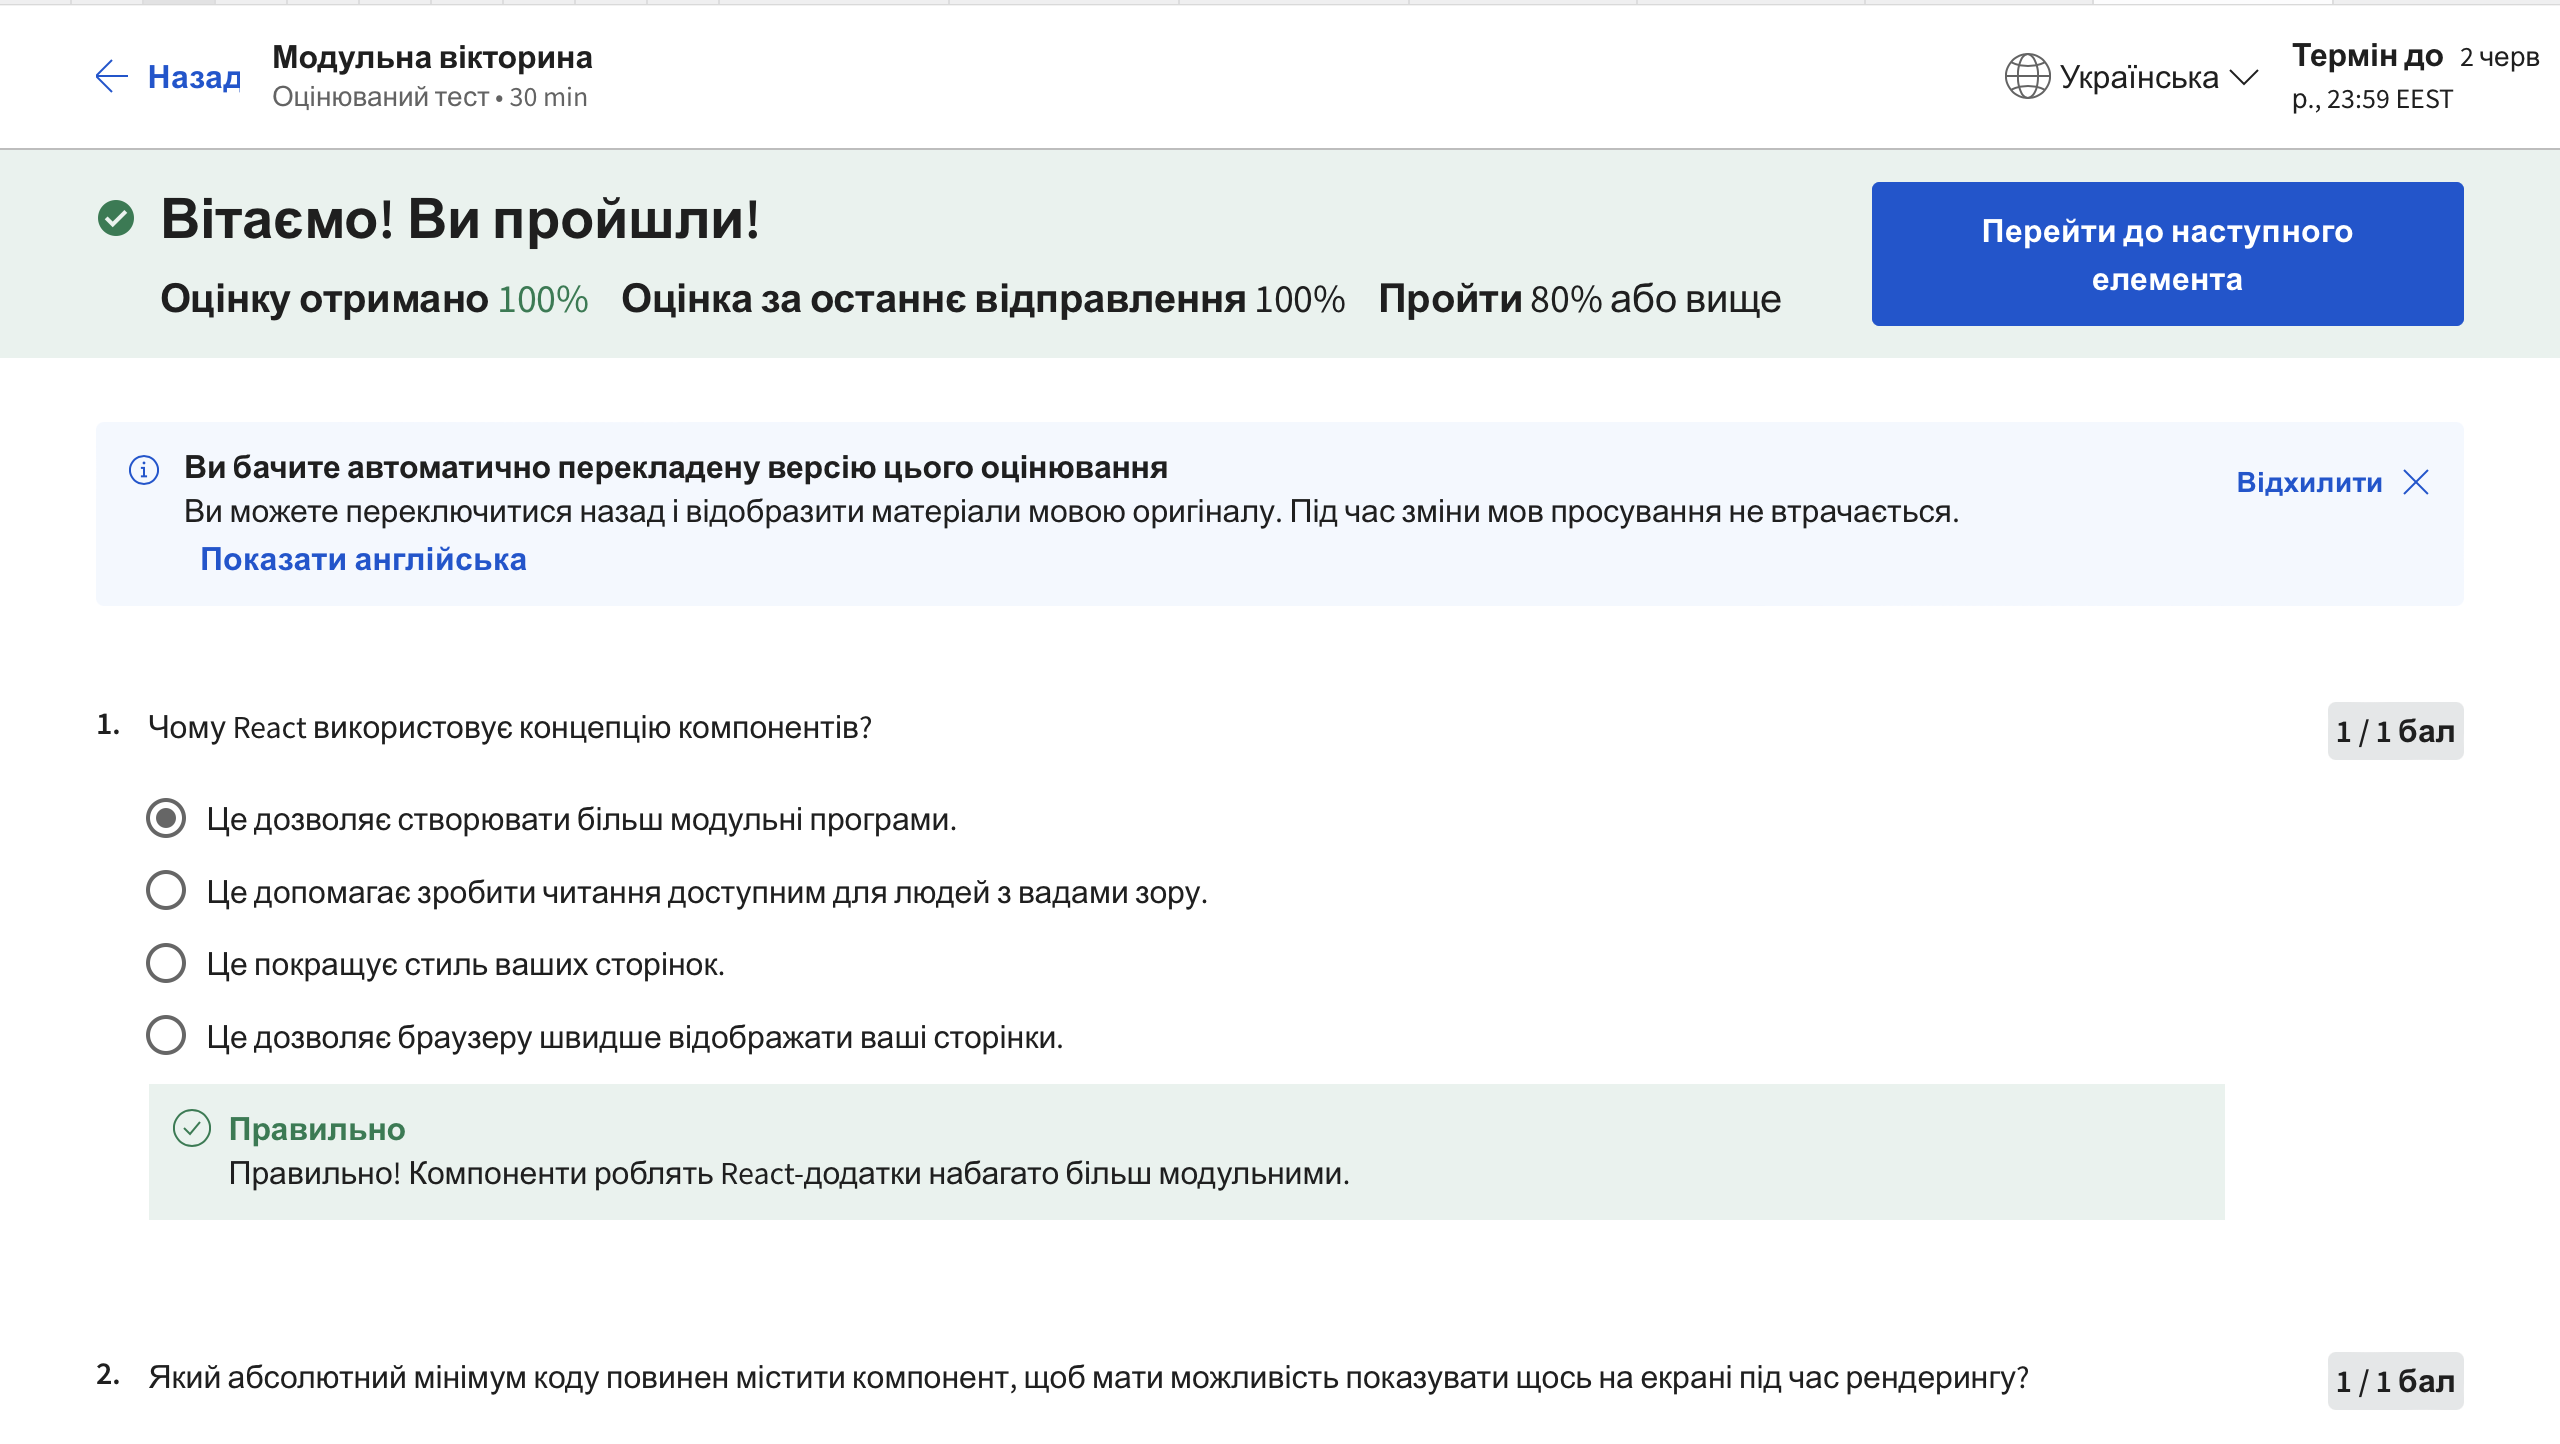 Назад
Модульна вікторина
Оцінюваний тест • 30 min
Українська
Термін до 2 черв
р., 23:59 EEST
Вітаємо! Ви пройшли!
Оцінку отримано 100% Оцінка за останнє відправлення 100% Пройти 80% або вище
Перейти до наступного
елемента
Ви бачите автоматично перекладену версію цього оцінювання
Ви можете переключитися назад і відобразити матеріали мовою оригіналу. Під час зміни мов просування не втрачається.
Показати англійська
Відхилити
1. Чому React використовує концепцію компонентів?
1 / 1 бал
Це дозволяє створювати більш модульні програми.
Це допомагає зробити читання доступним для людей з вадами зору.
Це покращує стиль ваших сторінок.
Це дозволяє браузеру швидше відображати ваші сторінки.
Правильно
Правильно! Компоненти роблять React-додатки набагато більш модульними.
2. Який абсолютний мінімум коду повинен містити компонент, щоб мати можливість показувати щось на екрані під час рендерингу?
1 / 1 бал